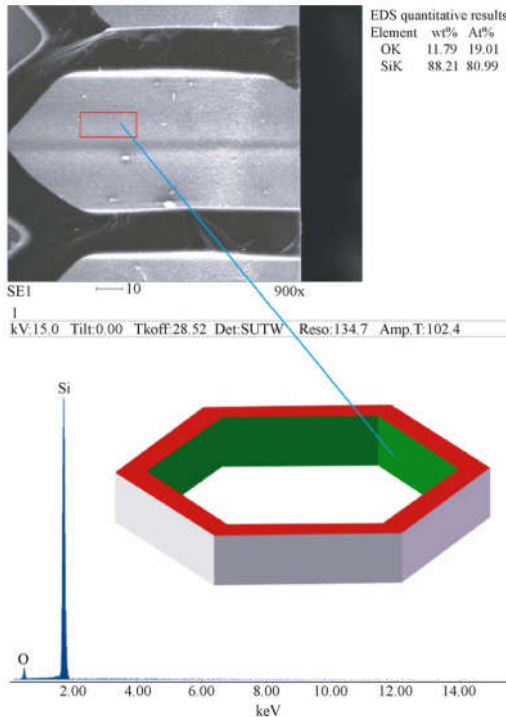 EDS quantitative results
Element wt% At%
OK 11.79 19.01
SiK 88.21 80.99
SE1 10 900x
1
kV:15.0 Tilt:0.00 Tkoff:28.52 Det:SUTW Reso:134.7 Amp.T:102.4
Si
O
2.00 4.00 6.00 8.00 10.00 12.00 14.00
keV